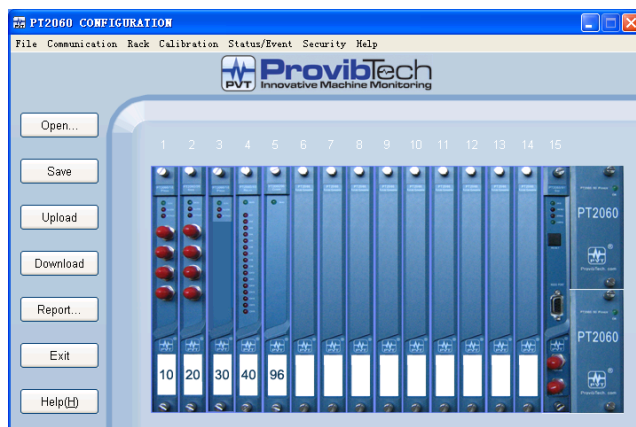 PT2060 CONFIGURATION
File Communication Rack Calibration Status/Event Security Help
PVT ProvibTech
Innovative Machine Monitoring
Open...
Save
Upload
Download
Report...
Exit
Help(H)
1 2 3 4 5 6 7 8 9 10 11 12 13 14 15
PT2060
ProvibTech.com
PT2060
10 20 30 40 96